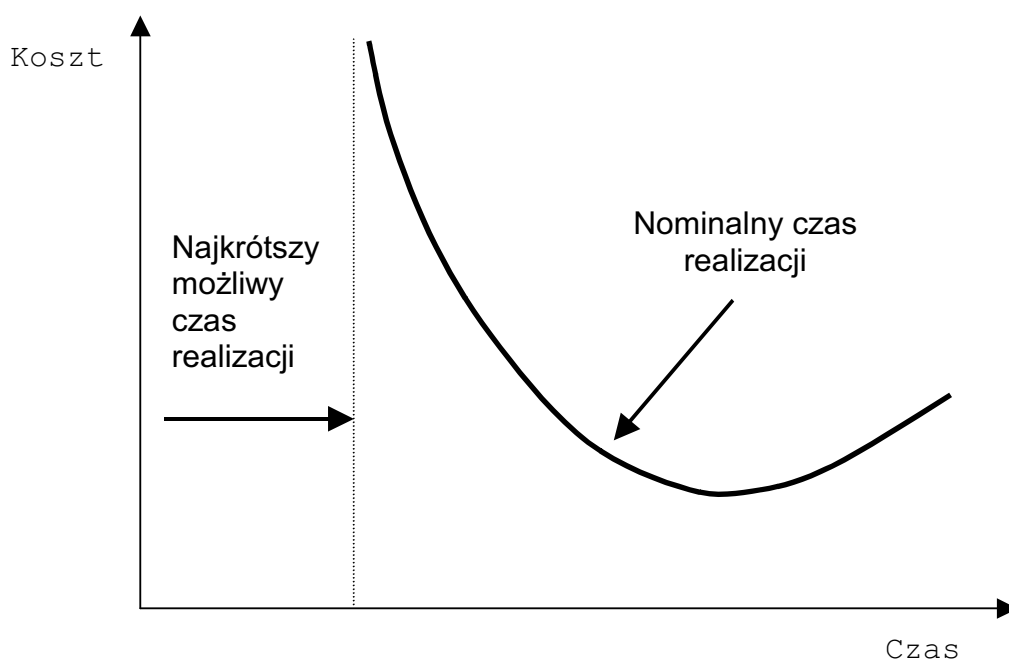 Koszt
Najkrótszy
możliwy
czas
realizacji
Nominalny czas
realizacji
Czas